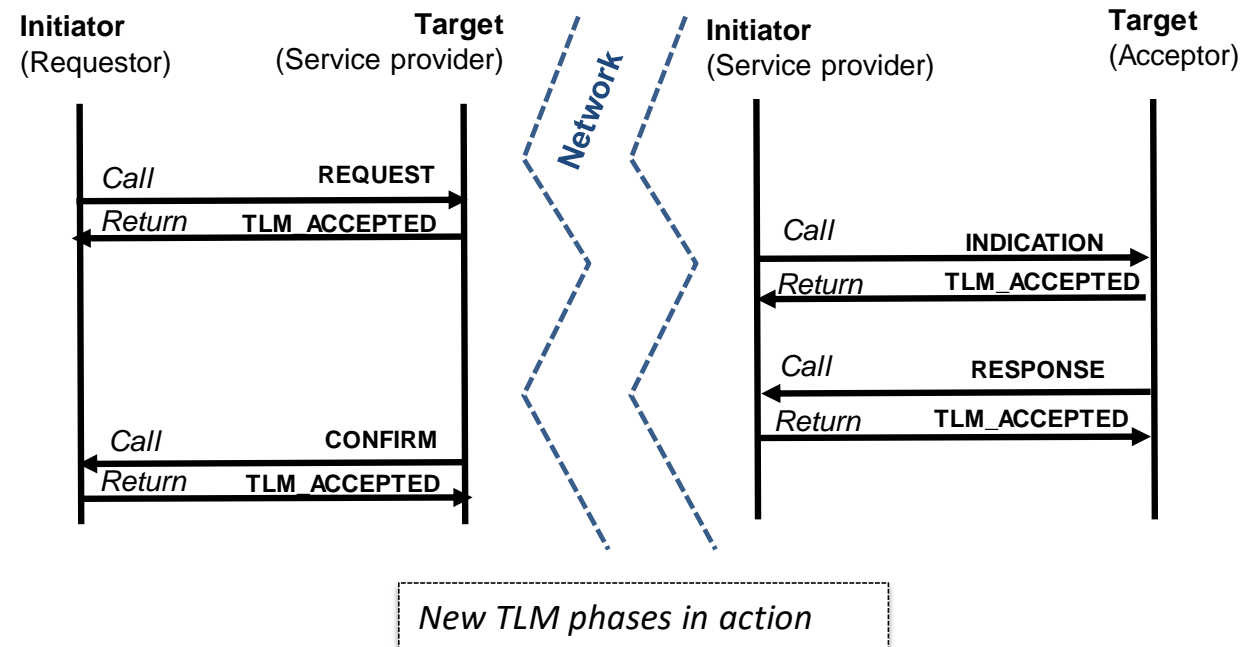 Initiator
(Requestor)
Target
(Service provider)
Network
Initiator
(Service provider)
Target
(Acceptor)
Call REQUEST
Return TLM_ACCEPTED
Call INDICATION
Return TLM_ACCEPTED
Call RESPONSE
Return TLM_ACCEPTED
Call CONFIRM
Return TLM_ACCEPTED
New TLM phases in action